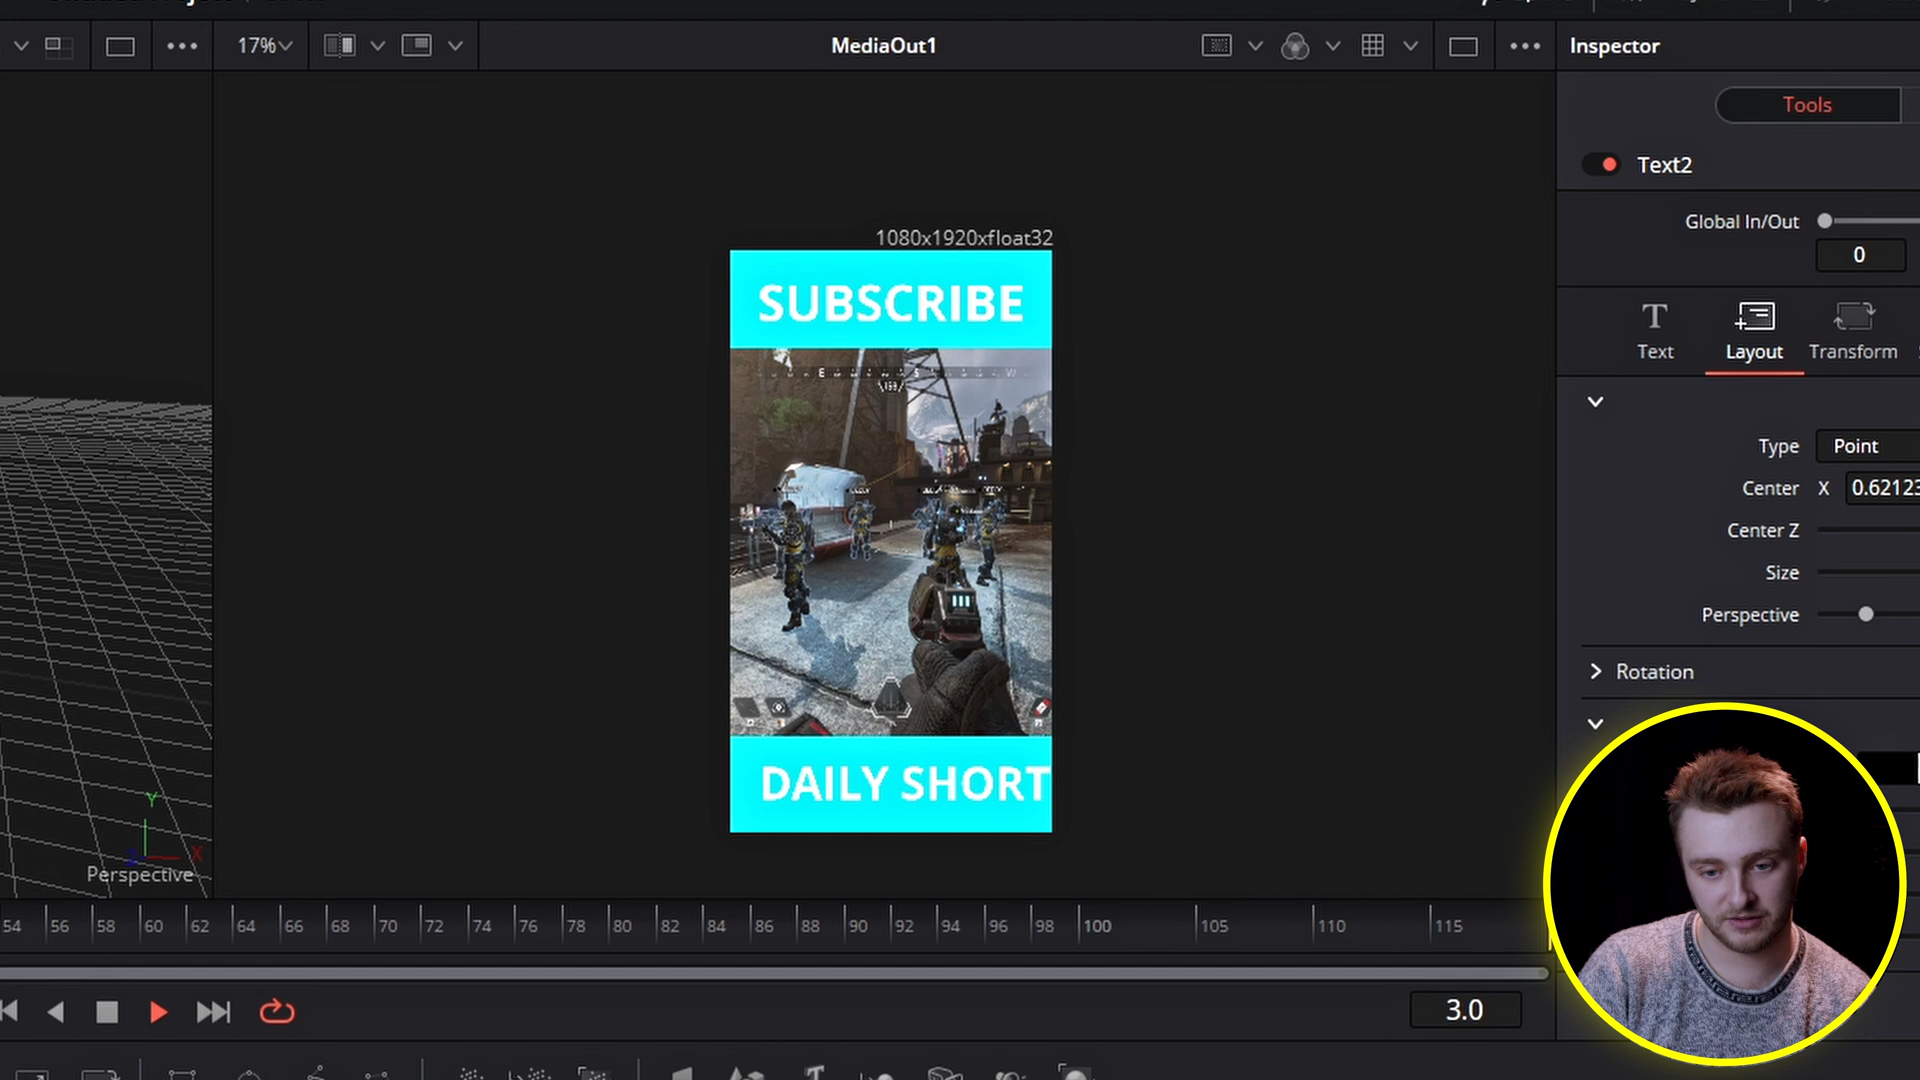 17%
MediaOut1
Inspector
Tools
Text2
1080x1920xfloat32
Global In/Out
0
SUBSCRIBE
Text
Layout
Transform
E
S
W
Type
Point
Center
X
0.62123
Center Z
Size
Perspective
Rotation
DAILY SHORT
Y
X
Perspective
54 56 58 60 62 64 66 68 70 72 74 76 78 80 82 84 86 88 90 92 94 96 98 100 105 110 115
3.0